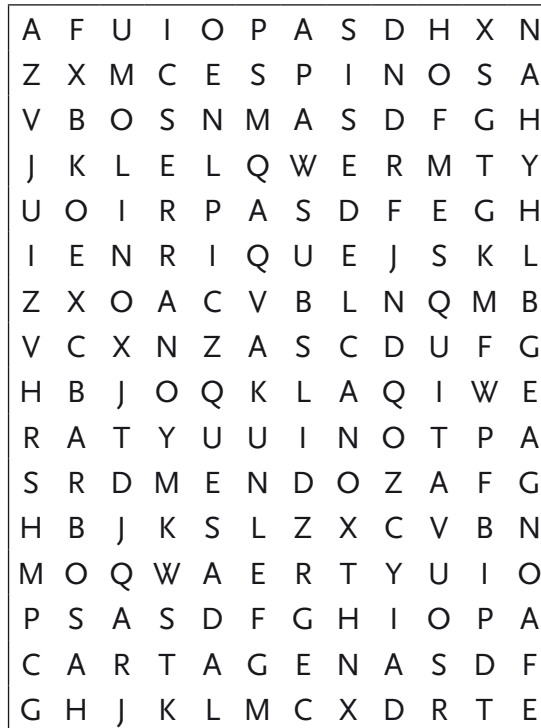 A F U I O P A S D H X N
Z X M C E S P I N O S A
V B O S N M A S D F G H
J K L E L Q W E R M T Y
U O I R P A S D F E G H
I E N R I Q U E J S K L
Z X O A C V B L N Q M B
V C X N Z A S C D U F G
H B J O Q K L A Q I W E
R A T Y U U I N O T P A
S R D M E N D O Z A F G
H B J K S L Z X C V B N
M O Q W A E R T Y U I O
P S A S D F G H I O P A
C A R T A G E N A S D F
G H J K L M C X D R T E